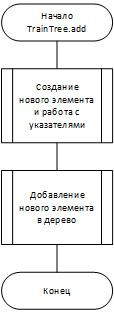 Начало
TrainTree.add
Создание
нового элемента
и работа с
указателями
Добавление
нового элемента
в дерево
Конец